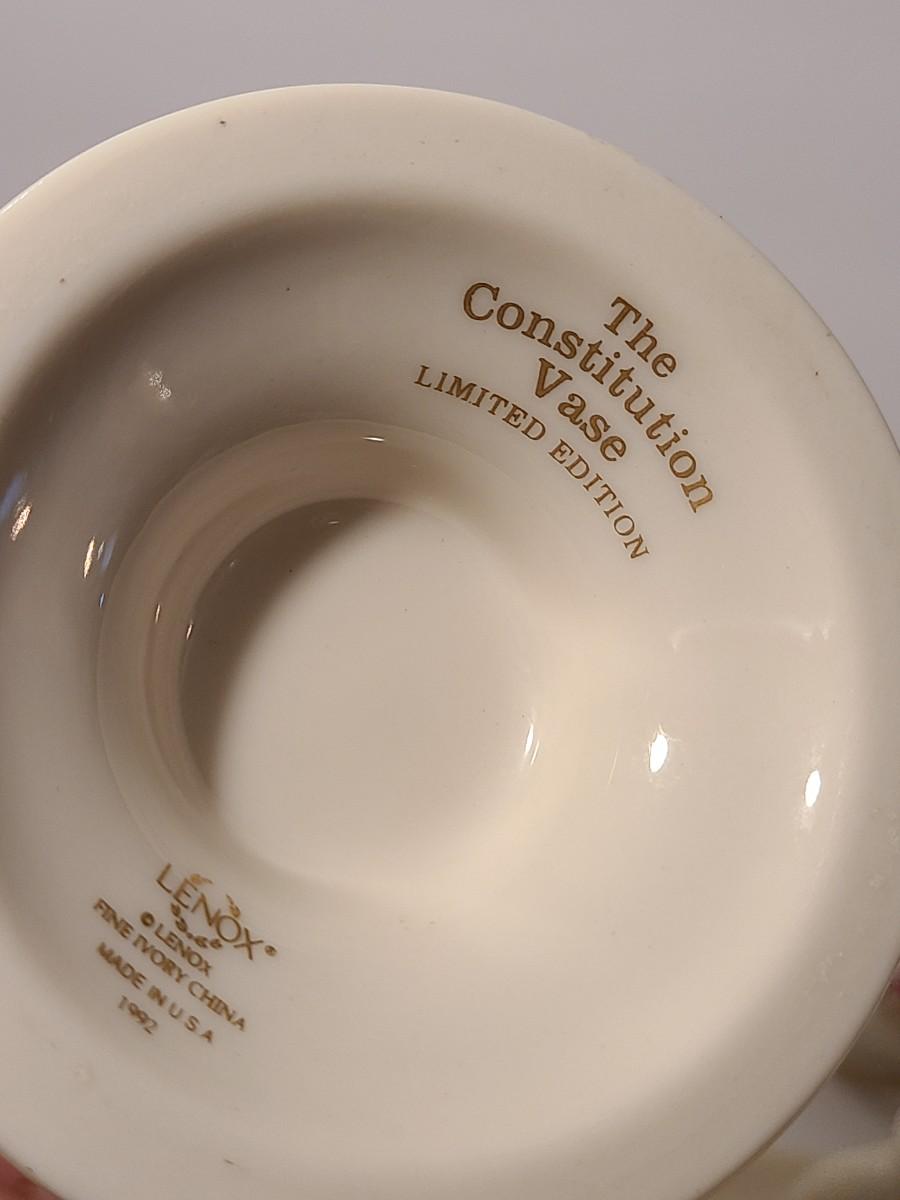 The
Constitution
Vase
LIMITED EDITION
LENOX®
© LENOX
FINE IVORY CHINA
MADE IN U S A
1992